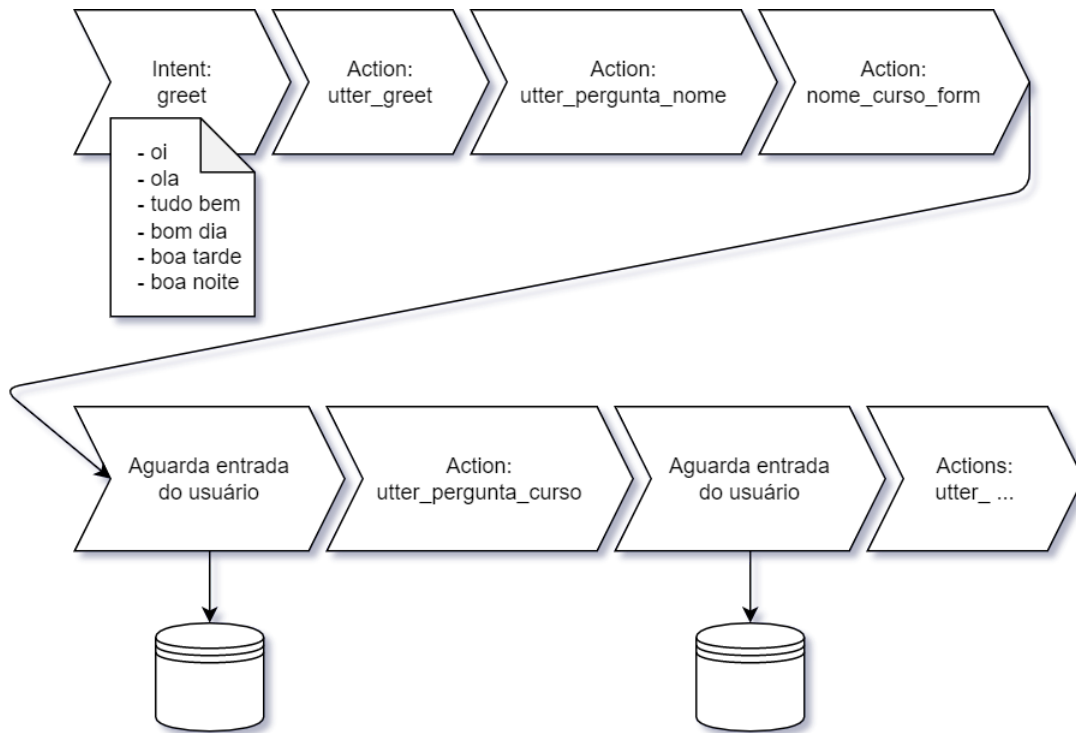 Intent:
greet
Action:
utter_greet
Action:
utter_pergunta_nome
Action:
nome_curso_form
- oi
- ola
- tudo bem
- bom dia
- boa tarde
- boa noite
Aguarda entrada
do usuário
Action:
utter_pergunta_curso
Aguarda entrada
do usuário
Actions:
utter_ ...